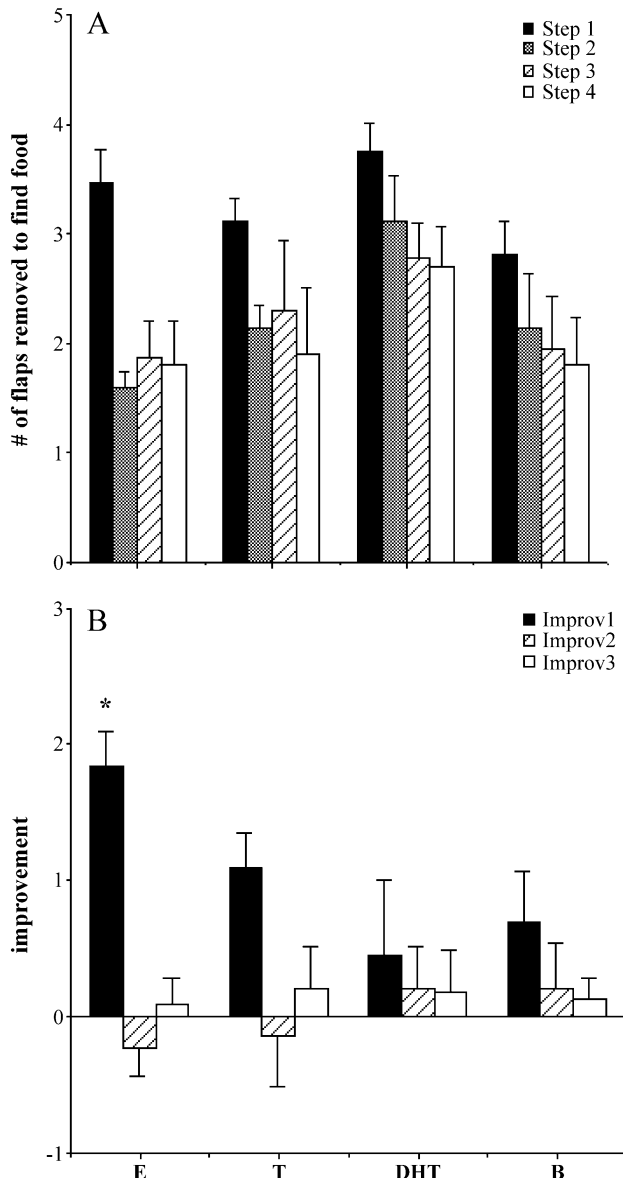 A
Step 1
Step 2
Step 3
Step 4
5
4
3
2
1
0
# of flaps removed to find food
B
Improv1
Improv2
Improv3
3
2
1
0
-1
*
improvement
E T DHT B